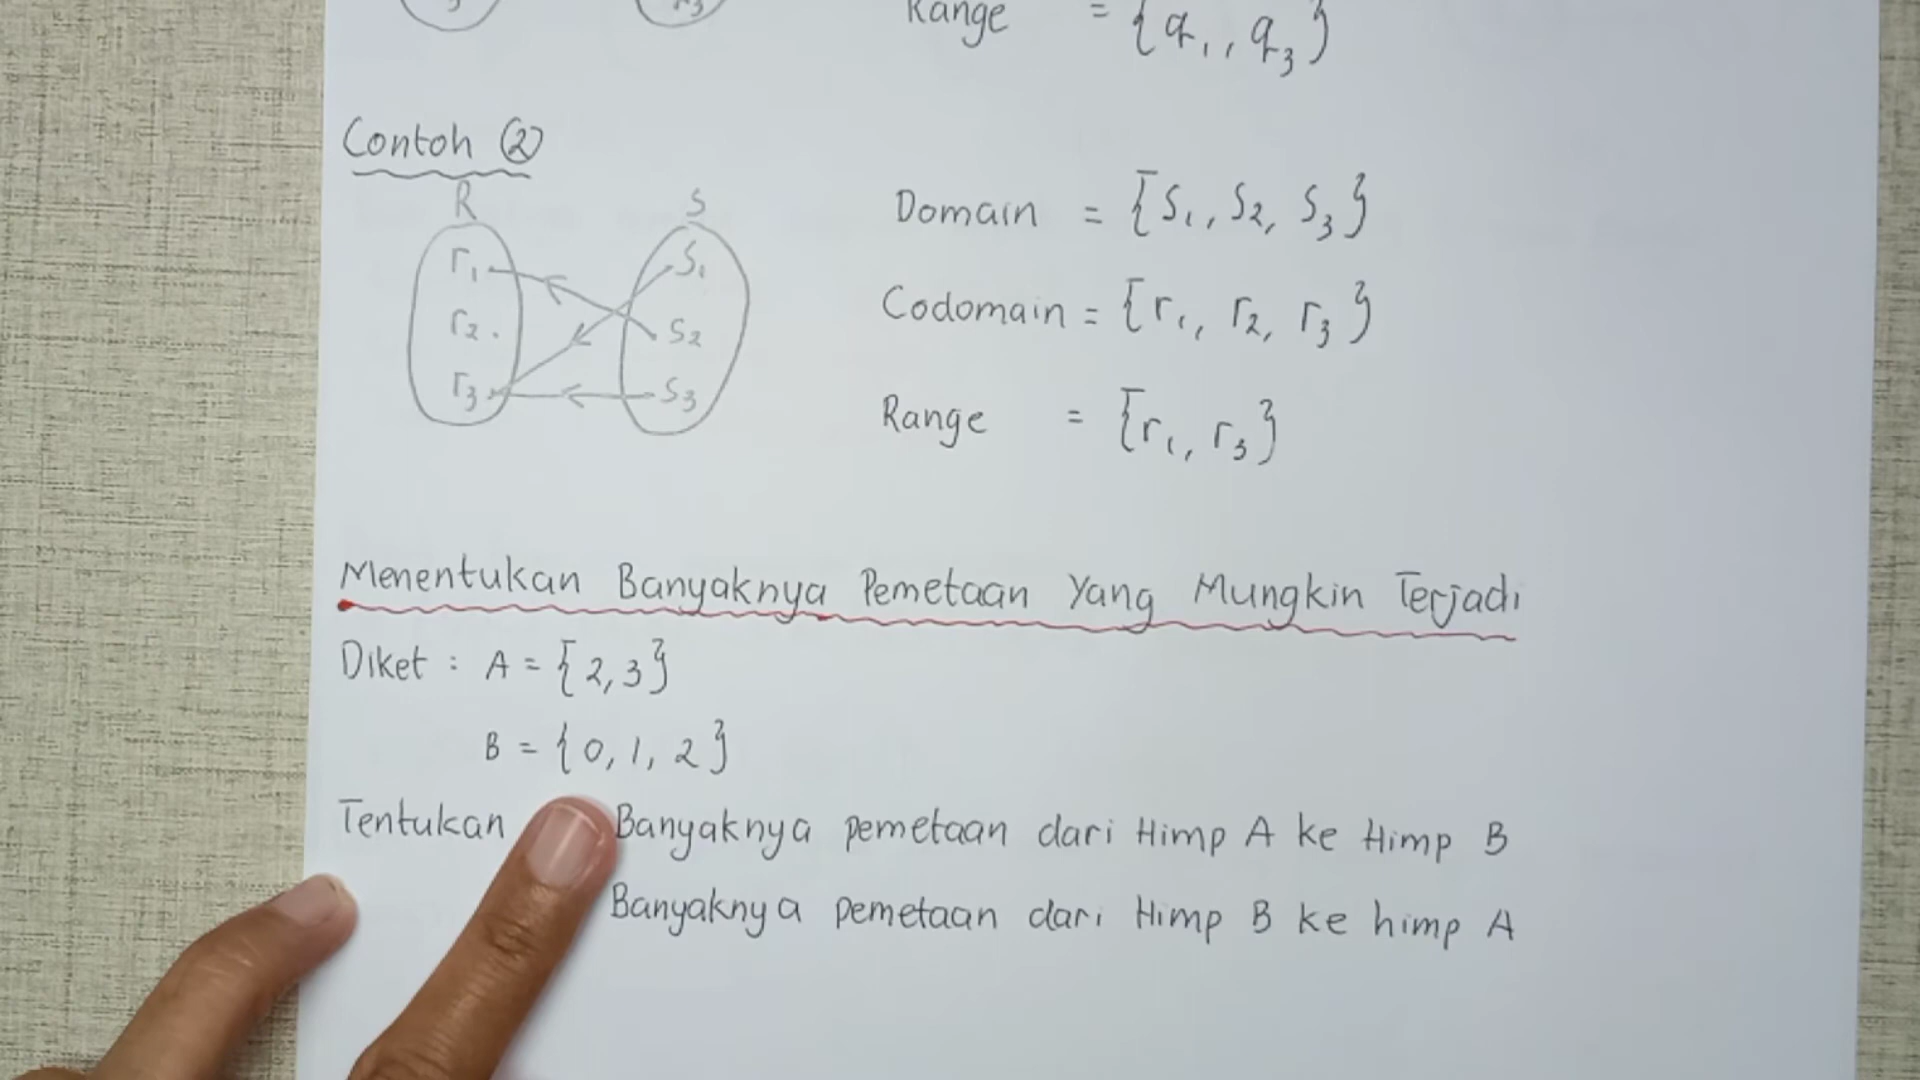 Range = {q1, q3}
Contoh ②
R S
r1 s1
r2 s2
r3 s3
Domain = {s1, s2, s3}
Codomain = {r1, r2, r3}
Range = {r1, r3}
Menentukan Banyaknya Pemetaan Yang Mungkin Terjadi
Diket : A = {2, 3}
B = {0, 1, 2}
Tentukan Banyaknya pemetaan dari Himp A ke Himp B
Banyaknya pemetaan dari Himp B ke himp A